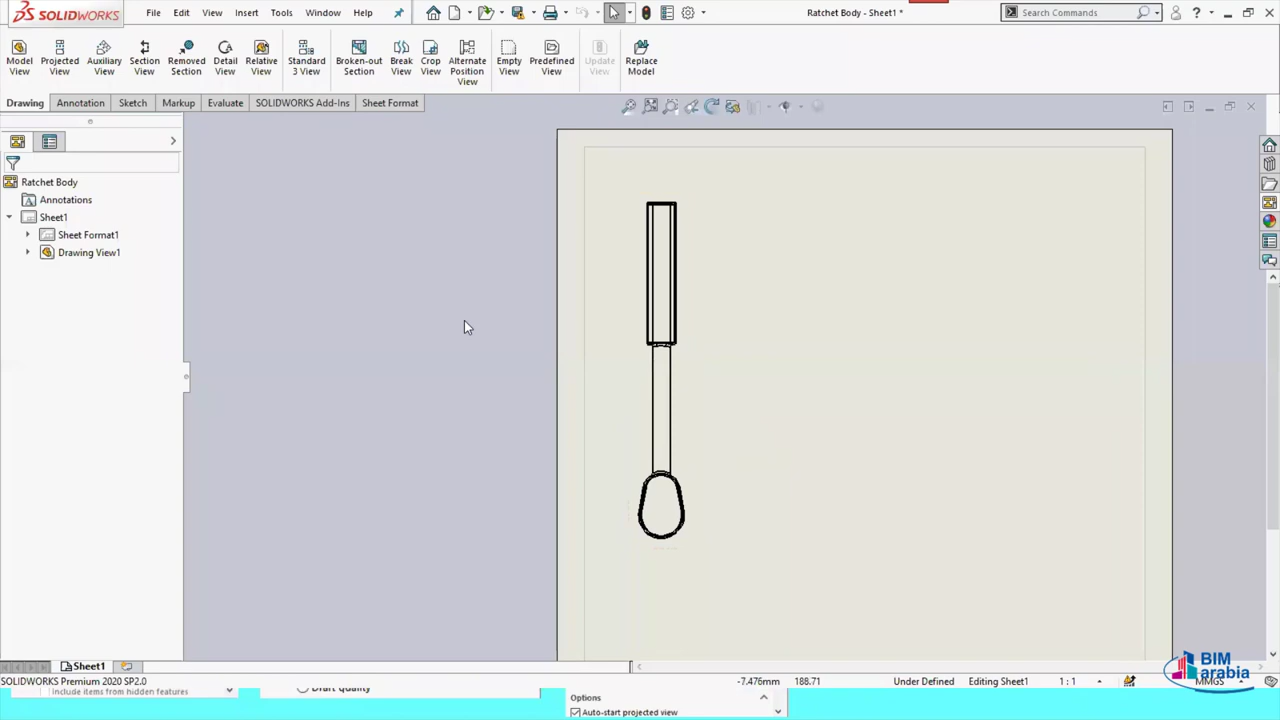 SOLIDWORKS
File Edit View Insert Tools Window Help
Ratchet Body - Sheet1 *
Search Commands
Model View
Projected View
Auxiliary View
Section View
Removed Section
Detail View
Relative View
Standard 3 View
Broken-out Section
Break View
Crop View
Alternate Position View
Empty View
Predefined View
Update View
Replace Model
Drawing Annotation Sketch Markup Evaluate SOLIDWORKS Add-Ins Sheet Format
Ratchet Body
Annotations
Sheet1
Sheet Format1
Drawing View1
Sheet1
SOLIDWORKS Premium 2020 SP2.0
-7.476mm 188.71 Under Defined Editing Sheet1 1 : 1 MMGS
BIM
arabia
Include items from hidden features
Draft quality
Options
Auto-start projected view